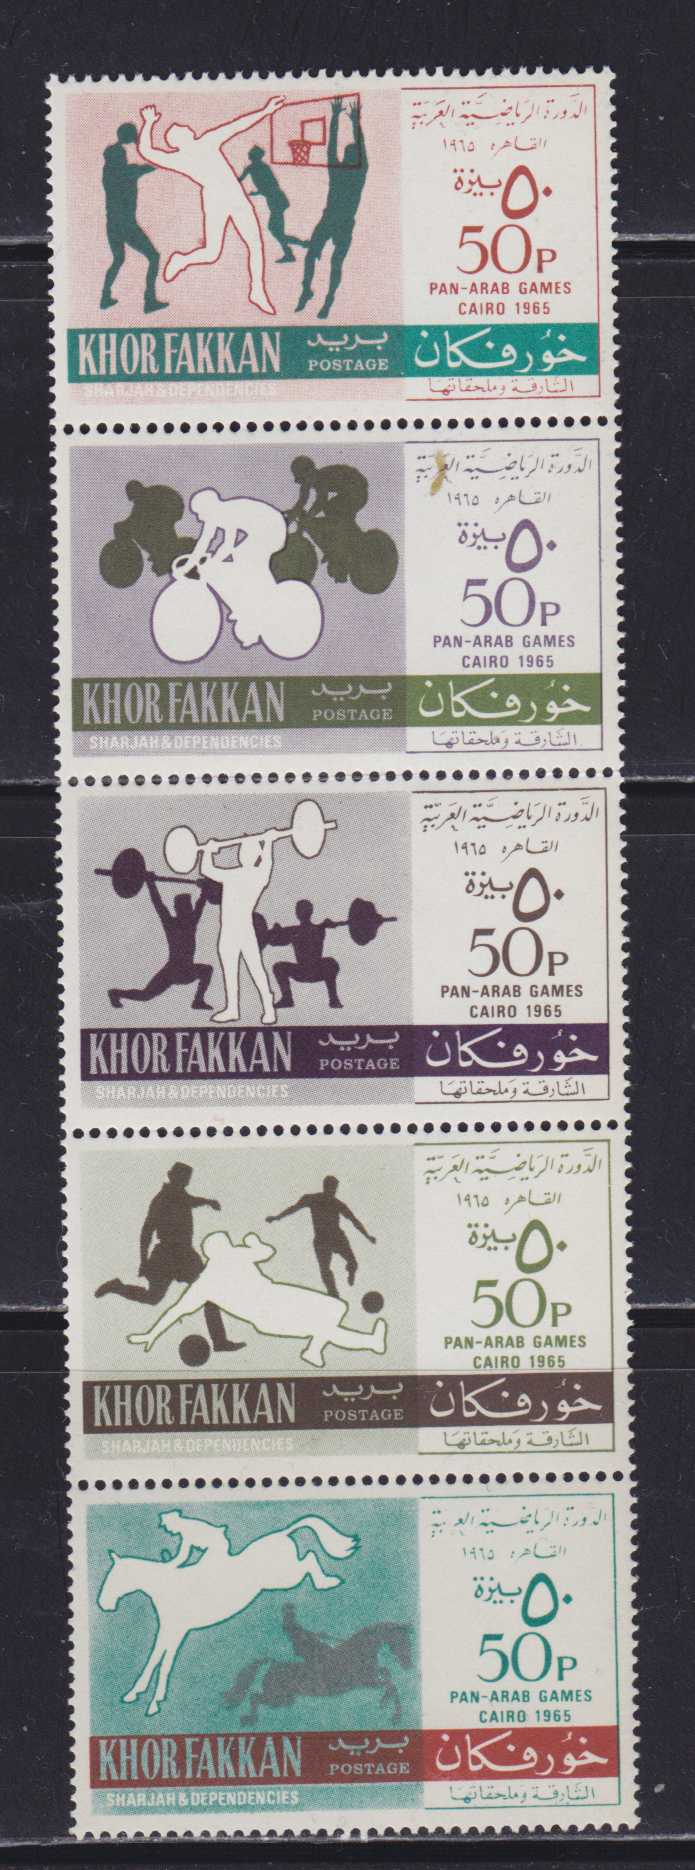 الدورة الرياضية العربية
القاهره ١٩٦٥
٥٠ بيزة
50P
PAN-ARAB GAMES
CAIRO 1965
KHOR FAKKAN بريد خورفكان
POSTAGE
SHARJAH & DEPENDENCIES الشارقة وملحقاتها
الدورة الرياضية العربية
القاهره ١٩٦٥
٥٠ بيزة
50P
PAN-ARAB GAMES
CAIRO 1965
KHOR FAKKAN بريد خورفكان
POSTAGE
SHARJAH & DEPENDENCIES الشارقة وملحقاتها
الدورة الرياضية العربية
القاهره ١٩٦٥
٥٠ بيزة
50P
PAN-ARAB GAMES
CAIRO 1965
KHOR FAKKAN بريد خورفكان
POSTAGE
SHARJAH & DEPENDENCIES الشارقة وملحقاتها
الدورة الرياضية العربية
القاهره ١٩٦٥
٥٠ بيزة
50P
PAN-ARAB GAMES
CAIRO 1965
KHOR FAKKAN بريد خورفكان
POSTAGE
SHARJAH & DEPENDENCIES الشارقة وملحقاتها
الدورة الرياضية العربية
القاهره ١٩٦٥
٥٠ بيزة
50P
PAN-ARAB GAMES
CAIRO 1965
KHOR FAKKAN بريد خورفكان
POSTAGE
SHARJAH & DEPENDENCIES الشارقة وملحقاتها